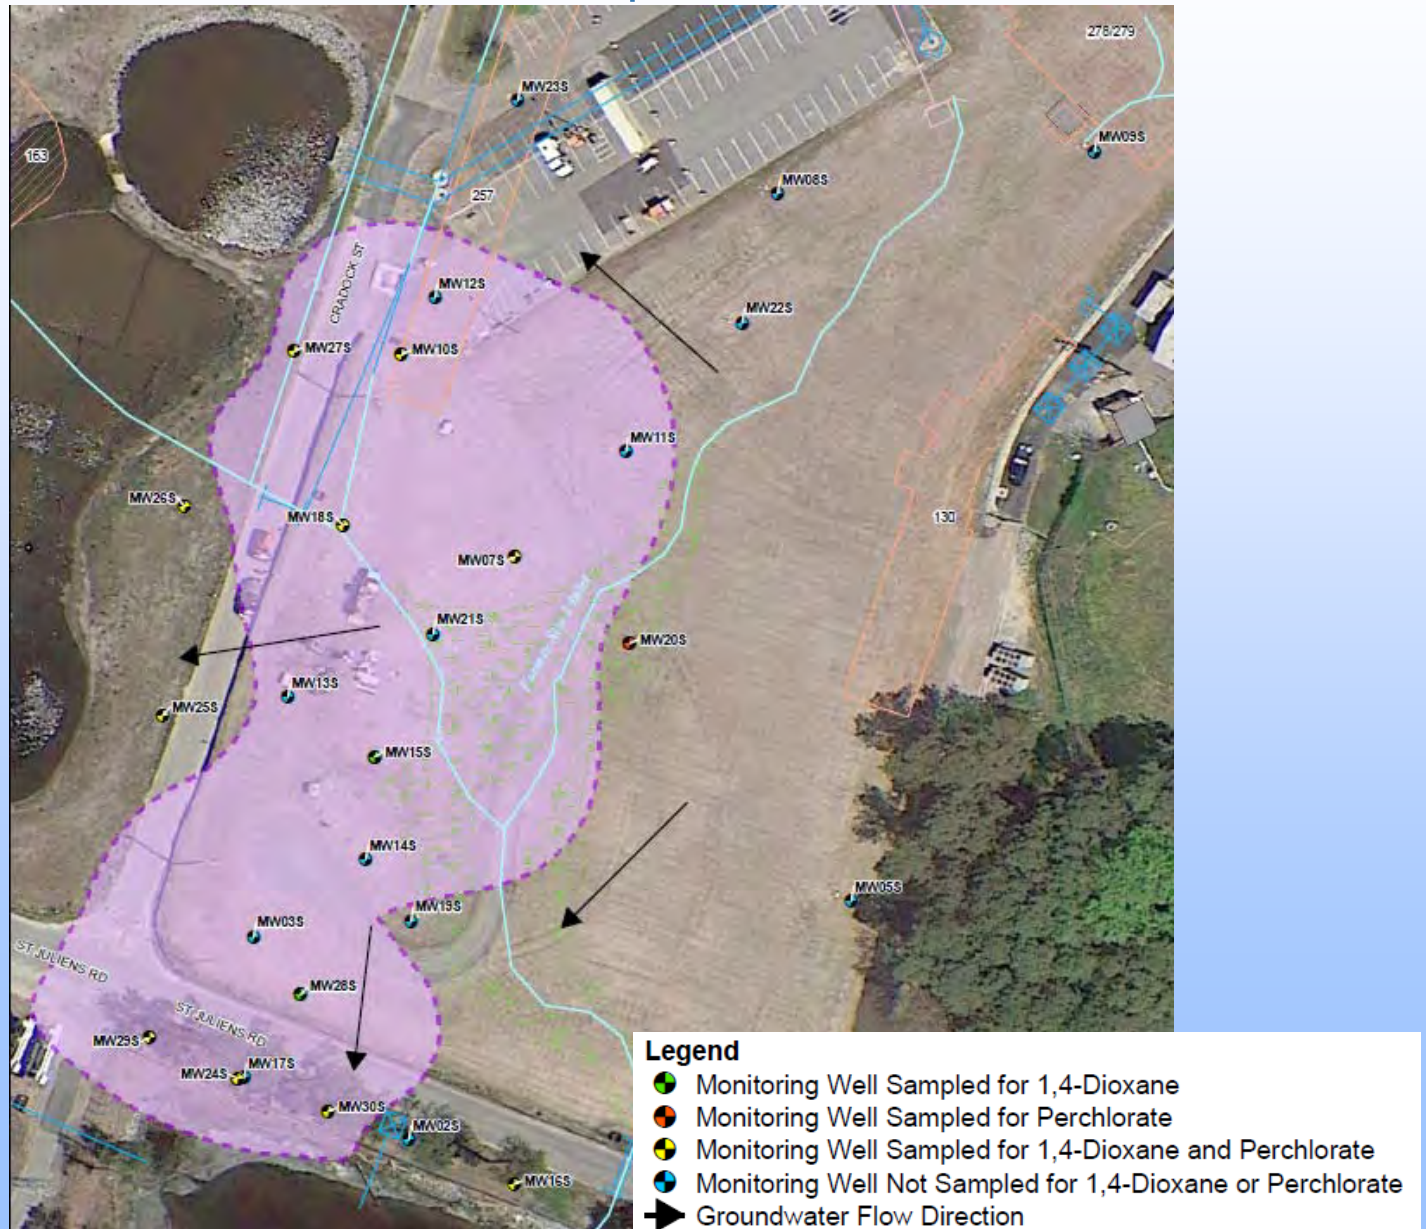 278/279
MW23S
MW09S
163
MW08S
257
CRADOCK ST
MW12S
MW22S
MW27S
MW10S
MW11S
MW26S
MW18S
130
MW07S
MW21S
MW20S
MW13S
MW25S
MW15S
MW14S
MW05S
MW19S
MW03S
ST JULIENS RD
MW28S
ST JULIENS RD
MW29S
MW17S
MW24S
MW30S
MW02S
MW16S
Legend
Monitoring Well Sampled for 1,4-Dioxane
Monitoring Well Sampled for Perchlorate
Monitoring Well Sampled for 1,4-Dioxane and Perchlorate
Monitoring Well Not Sampled for 1,4-Dioxane or Perchlorate
Groundwater Flow Direction